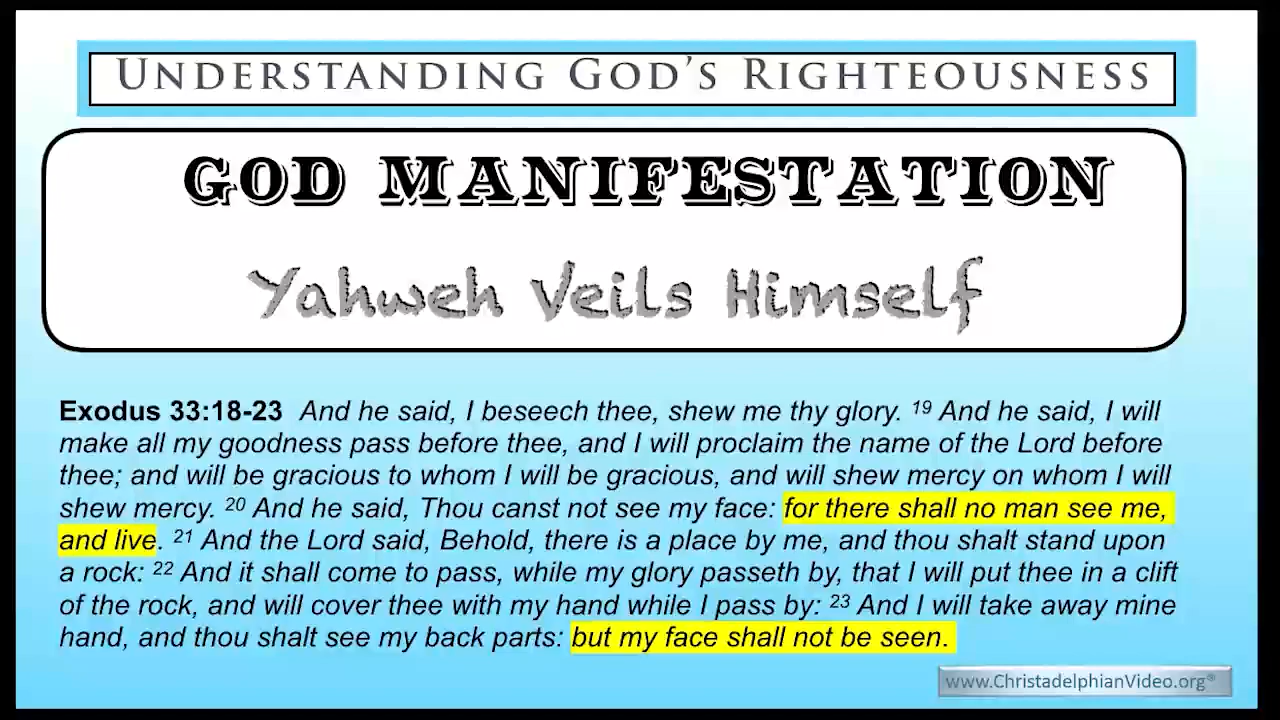 Understanding God's Righteousness
GOD MANIFESTATION
Yahweh Veils Himself
Exodus 33:18-23 And he said, I beseech thee, shew me thy glory. 19 And he said, I will
make all my goodness pass before thee, and I will proclaim the name of the Lord before
thee; and will be gracious to whom I will be gracious, and will shew mercy on whom I will
shew mercy. 20 And he said, Thou canst not see my face: for there shall no man see me,
and live. 21 And the Lord said, Behold, there is a place by me, and thou shalt stand upon
a rock: 22 And it shall come to pass, while my glory passeth by, that I will put thee in a clift
of the rock, and will cover thee with my hand while I pass by: 23 And I will take away mine
hand, and thou shalt see my back parts: but my face shall not be seen.
www.ChristadelphianVideo.org®